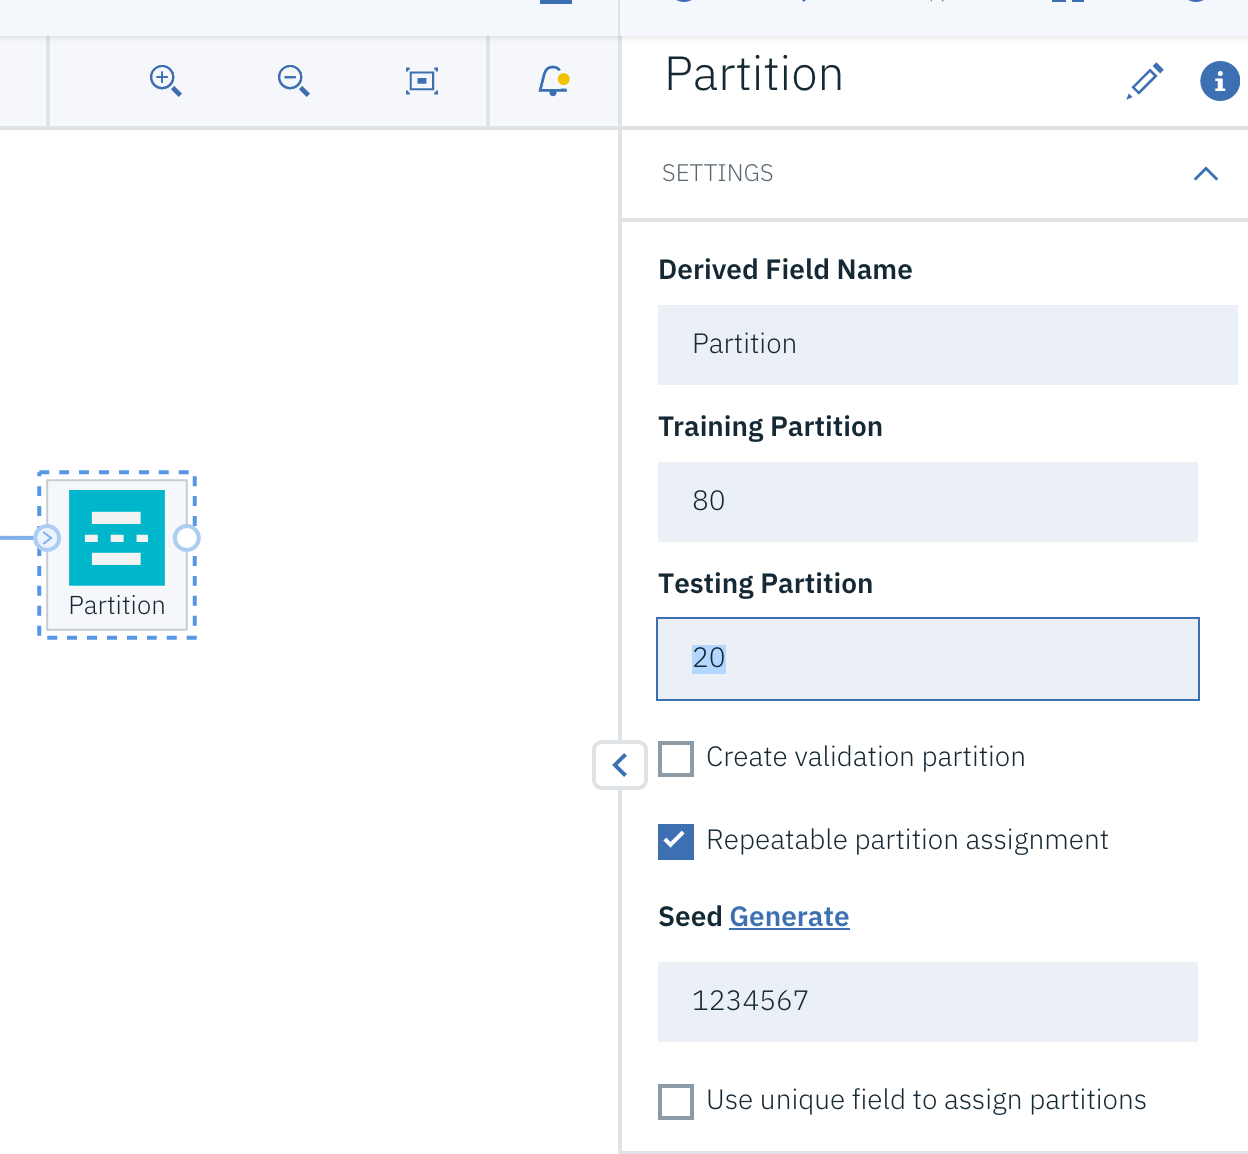 Partition
SETTINGS
Derived Field Name
Partition
Training Partition
80
Testing Partition
20
Create validation partition
Repeatable partition assignment
Seed Generate
1234567
Use unique field to assign partitions
Partition